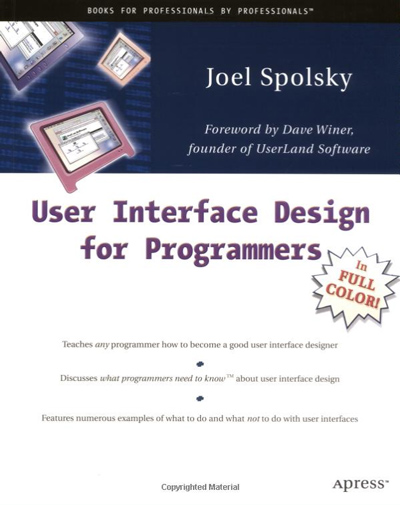 BOOKS FOR PROFESSIONALS BY PROFESSIONALS™
Joel Spolsky
Foreword by Dave Winer,
founder of UserLand Software
User Interface Design
for Programmers
In
FULL
COLOR!
Teaches any programmer how to become a good user interface designer
Discusses what programmers need to know™ about user interface design
Features numerous examples of what to do and what not to do with user interfaces
Copyrighted Material
Apress™